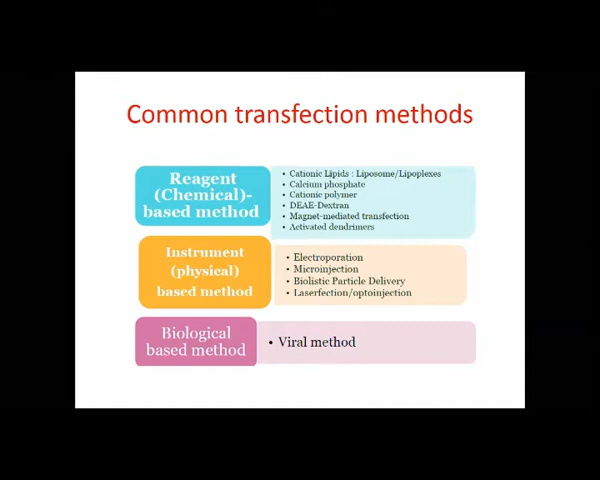 Common transfection methods
Reagent
(Chemical)-
based method
• Cationic Lipids : Liposome/Lipoplexes
• Calcium phosphate
• Cationic polymer
• DEAE-Dextran
• Magnet-mediated transfection
• Activated dendrimers
Instrument
(physical)
based method
• Electroporation
• Microinjection
• Biolistic Particle Delivery
• Laserfection/optoinjection
Biological
based method
• Viral method